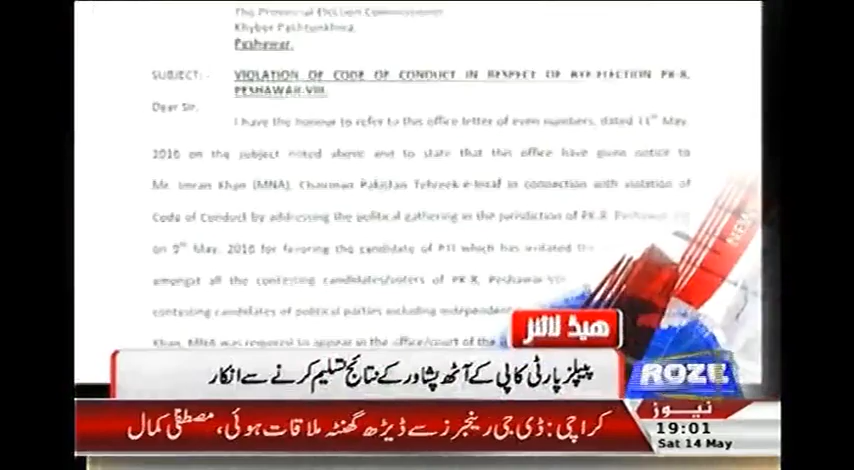 The Provincial Election Commissioner
Khyber Pakhtunkhwa
Peshawar.
SUBJECT:- VIOLATION OF CODE OF CONDUCT IN RESPECT OF BYE-ELECTION PK-8,
PESHAWAR-VIII.
Dear Sir,
I have the honour to refer to this office letter of even numbers, dated 11th May,
2016 on the subject noted above and to state that this office have given notice to
Mr. Imran Khan (MNA), Chairman Pakistan Tehreek-e-Insaf in connection with violation of
Code of Conduct by addressing the political gathering in the jurisdiction of PK-8, Peshawar
on 9th May, 2016 for favoring the candidate of PTI which has irritated the
amongst all the contesting candidates/voters of PK-8, Peshawar-VIII
contesting candidates of political parties including independent
Khan, MNA was required to appear in the office/court of the
NEWS
ہیڈ لائنز
پیپلز پارٹی کا پی کے آٹھ پشاور کے نتائج تسلیم کرنے سے انکار
ROZE
نیوز
کراچی: ڈی جی رینجرز سے ڈیڑھ گھنٹہ ملاقات ہوئی، مصطفٰی کمال
19:01
Sat 14 May